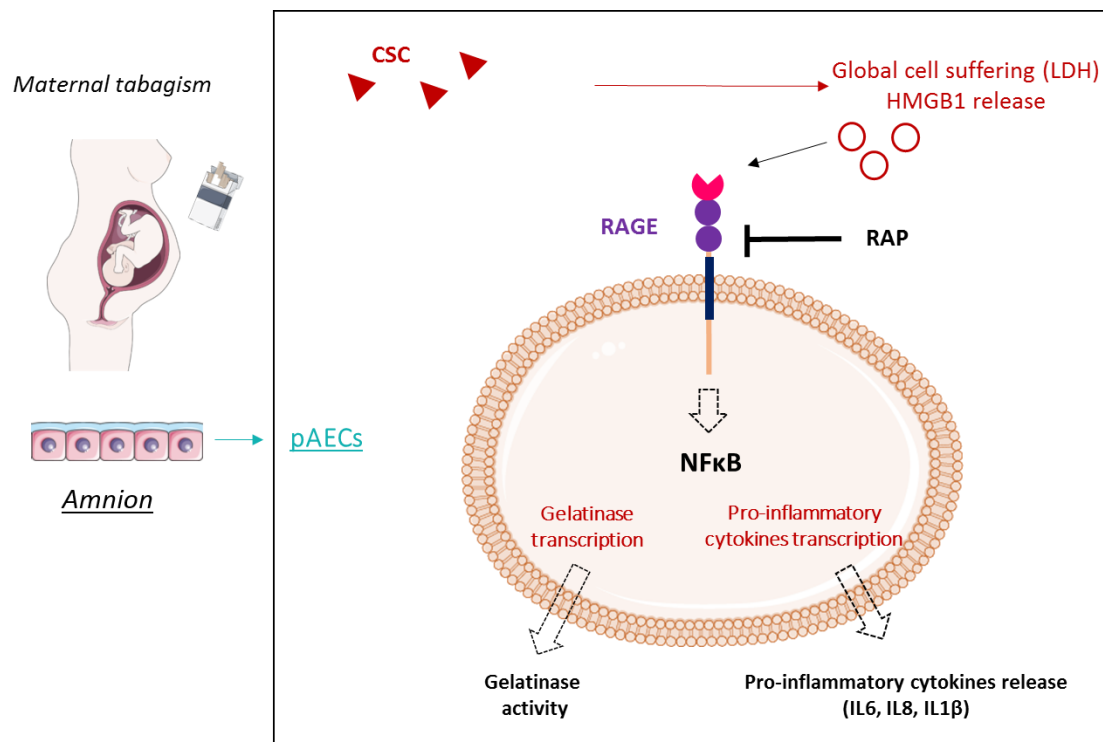 Maternal tabagism
Amnion
pAECs
CSC
Global cell suffering (LDH)
HMGB1 release
RAGE
RAP
NFκB
Gelatinase
transcription
Pro-inflammatory
cytokines transcription
Gelatinase
activity
Pro-inflammatory cytokines release
(IL6, IL8, IL1β)